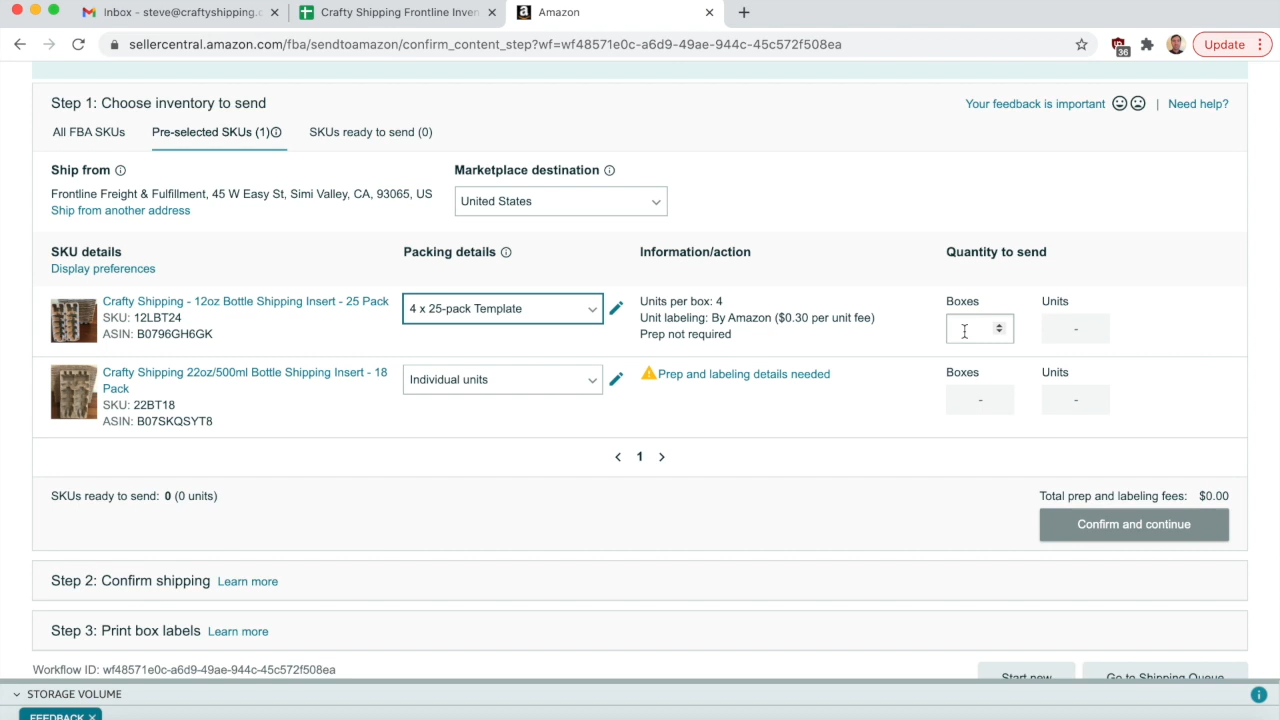 Inbox - steve@craftyshipping.c
Crafty Shipping Frontline Inven
Amazon
sellercentral.amazon.com/fba/sendtoamazon/confirm_content_step?wf=wf48571e0c-a6d9-49ae-944c-45c572f508ea
36
Update
Step 1: Choose inventory to send
Your feedback is important | Need help?
All FBA SKUs
Pre-selected SKUs (1)
SKUs ready to send (0)
Ship from
Marketplace destination
Frontline Freight & Fulfillment, 45 W Easy St, Simi Valley, CA, 93065, US
United States
Ship from another address
SKU details
Packing details
Information/action
Quantity to send
Display preferences
Crafty Shipping - 12oz Bottle Shipping Insert - 25 Pack
SKU: 12LBT24
ASIN: B0796GH6GK
4 x 25-pack Template
Units per box: 4
Unit labeling: By Amazon ($0.30 per unit fee)
Prep not required
Boxes
Units
-
Crafty Shipping 22oz/500ml Bottle Shipping Insert - 18
Pack
SKU: 22BT18
ASIN: B07SKQSYT8
Individual units
Prep and labeling details needed
Boxes
Units
-
-
1
SKUs ready to send: 0 (0 units)
Total prep and labeling fees: $0.00
Confirm and continue
Step 2: Confirm shipping Learn more
Step 3: Print box labels Learn more
Workflow ID: wf48571e0c-a6d9-49ae-944c-45c572f508ea
Start new
Go to Shipping Queue
STORAGE VOLUME
FEEDBACK